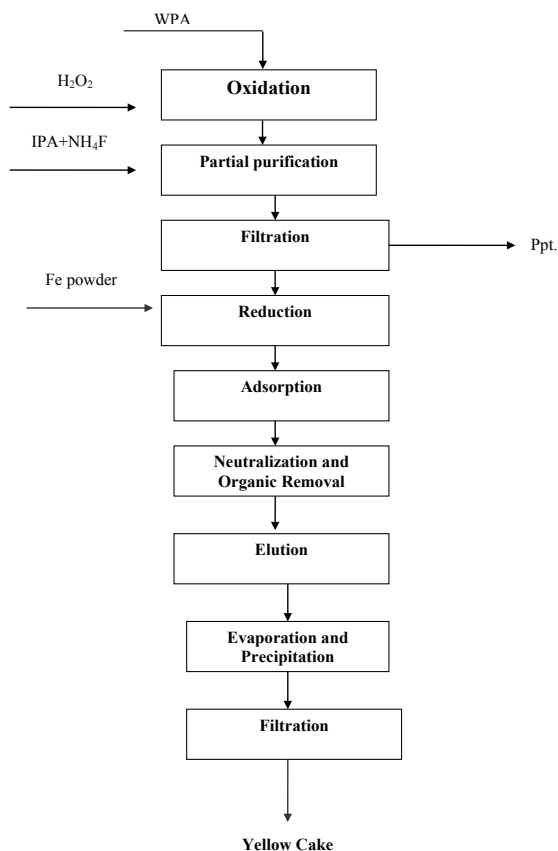 WPA
Oxidation
H₂O₂
IPA+NH₄F
Partial purification
Filtration
Ppt.
Fe powder
Reduction
Adsorption
Neutralization and
Organic Removal
Elution
Evaporation and
Precipitation
Filtration
Yellow Cake